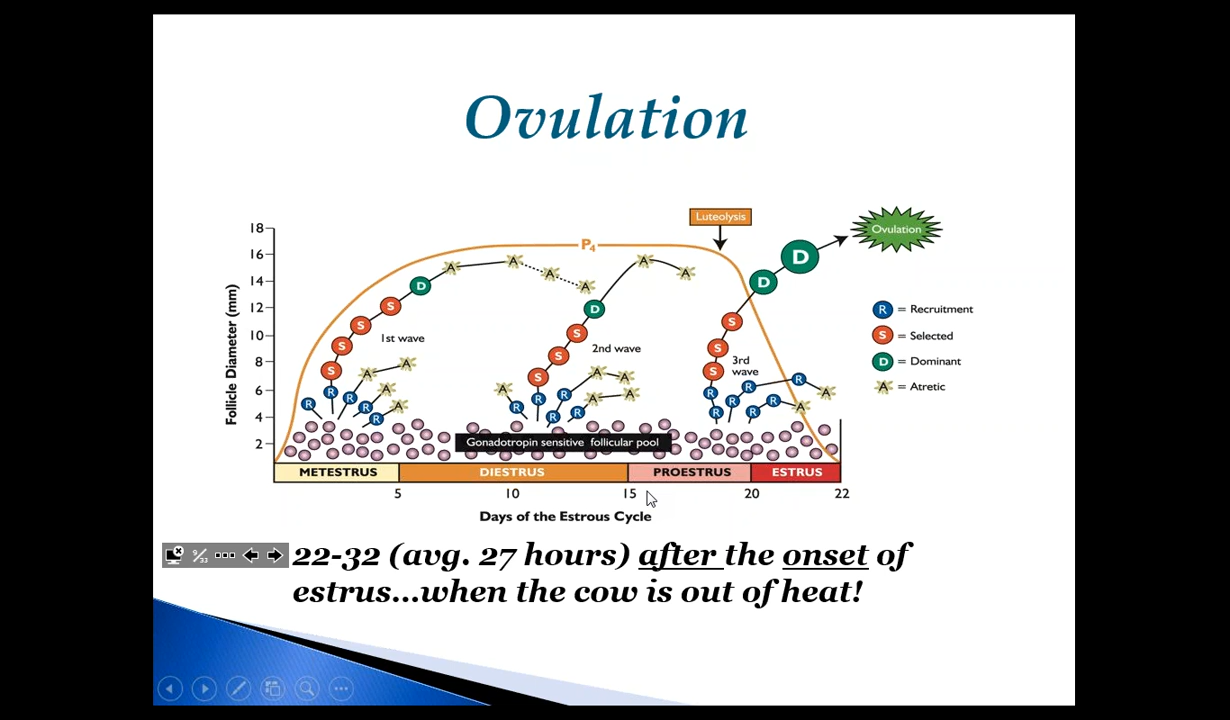 Ovulation
Luteolysis
Ovulation
P4
Follicle Diameter (mm)
18
16
14
12
10
8
6
4
2
A A A A A A
D D D D
S S S S S S S S S S
1st wave
2nd wave
3rd
wave
R R R R R R R R R R R R R R R
A A A A A A A A A A
R = Recruitment
S = Selected
D = Dominant
A = Atretic
Gonadotropin sensitive follicular pool
METESTRUS DIESTRUS PROESTRUS ESTRUS
5 10 15 20 22
Days of the Estrous Cycle
9/33
22-32 (avg. 27 hours) after the onset of
estrus...when the cow is out of heat!